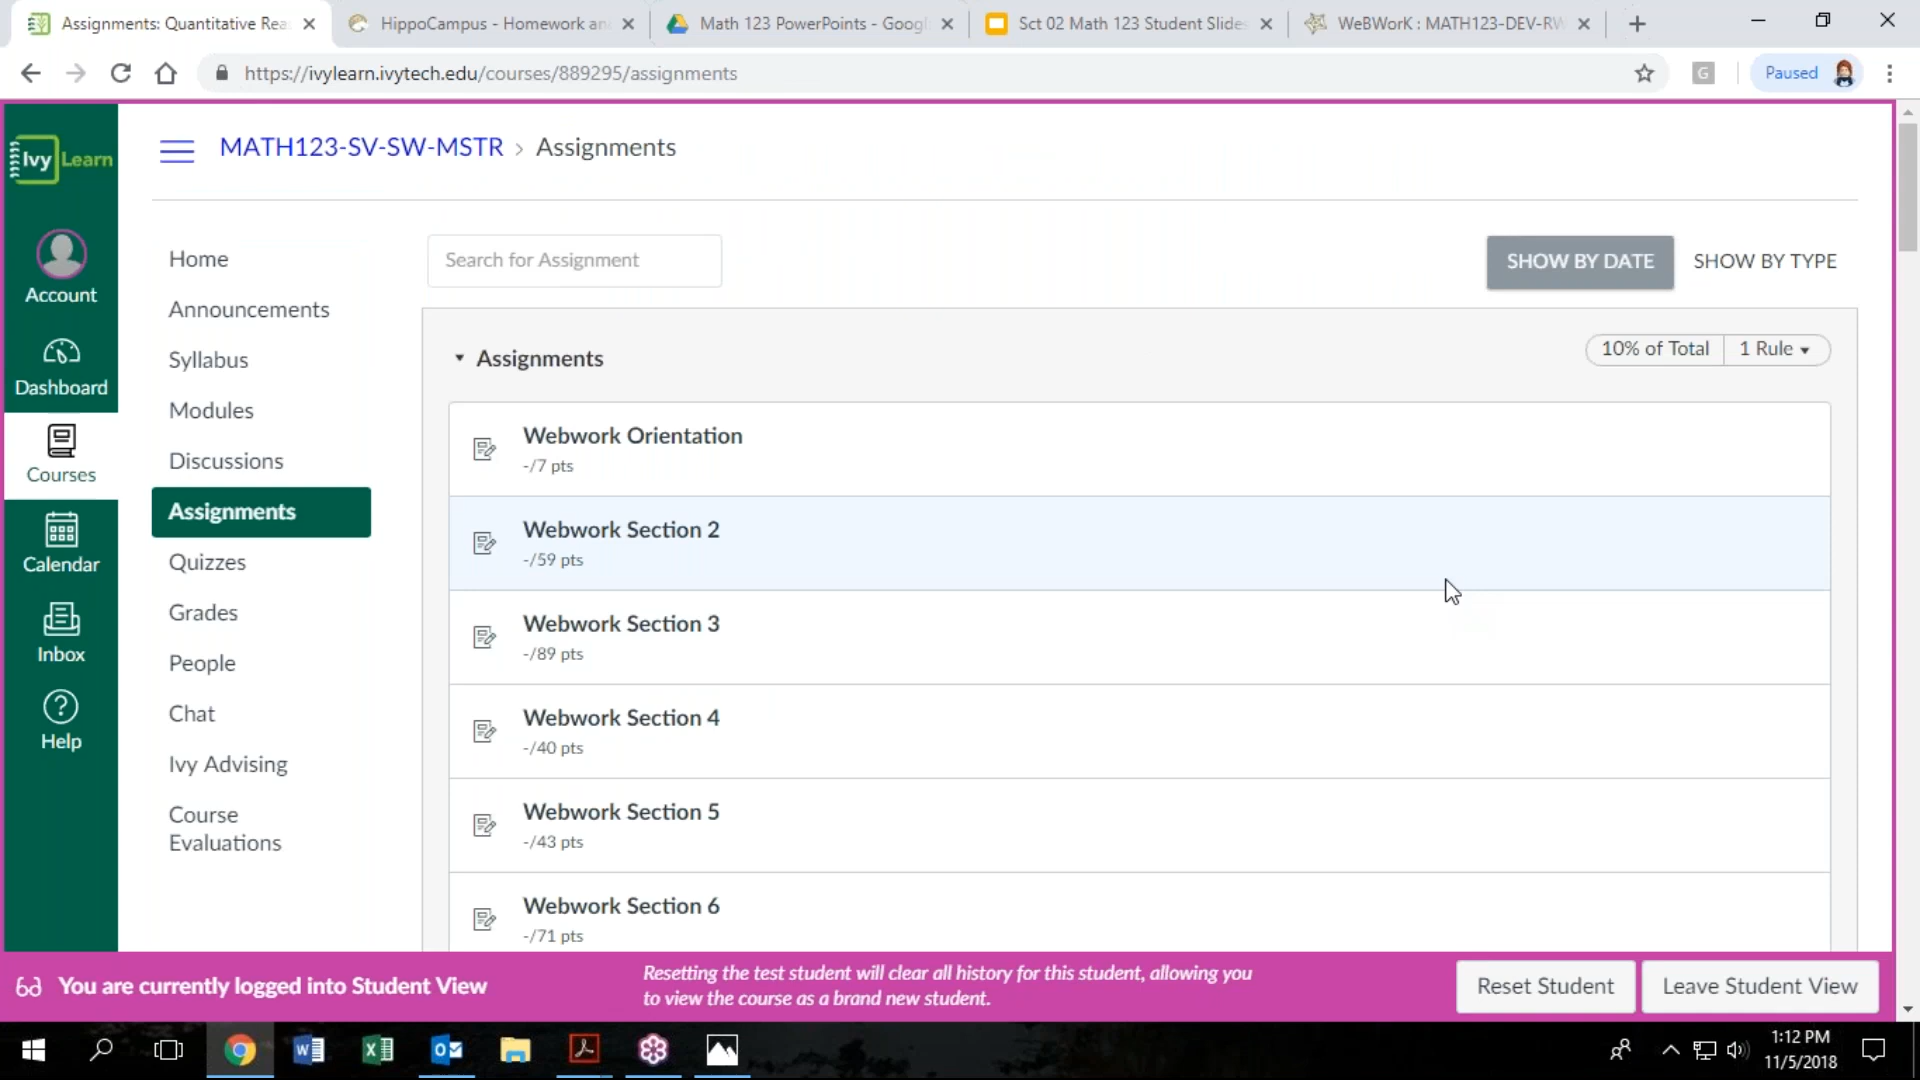 Assignments: Quantitative Rea
HippoCampus - Homework an
Math 123 PowerPoints - Googl
Sct 02 Math 123 Student Slides
WeBWorK : MATH123-DEV-RW
https://ivylearn.ivytech.edu/courses/889295/assignments
G
Paused
Ivy Learn
MATH123-SV-SW-MSTR › Assignments
Account
Dashboard
Courses
Calendar
Inbox
Help
Home
Announcements
Syllabus
Modules
Discussions
Assignments
Quizzes
Grades
People
Chat
Ivy Advising
Course
Evaluations
Search for Assignment
SHOW BY DATE
SHOW BY TYPE
Assignments
10% of Total
1 Rule
Webwork Orientation
-/7 pts
Webwork Section 2
-/59 pts
Webwork Section 3
-/89 pts
Webwork Section 4
-/40 pts
Webwork Section 5
-/43 pts
Webwork Section 6
-/71 pts
You are currently logged into Student View
Resetting the test student will clear all history for this student, allowing you
to view the course as a brand new student.
Reset Student
Leave Student View
1:12 PM
11/5/2018